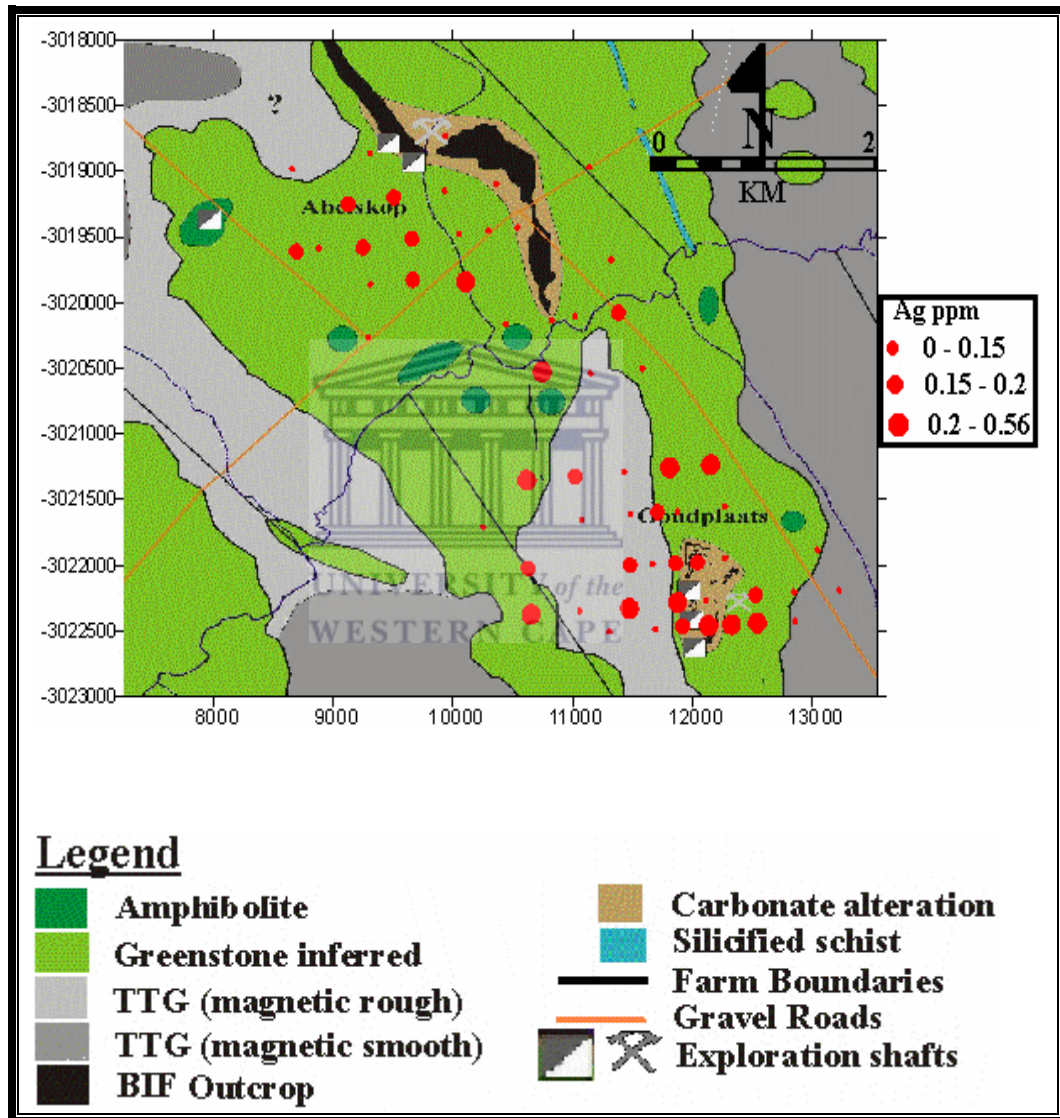 -3018000
-3018500
-3019000
-3019500
-3020000
-3020500
-3021000
-3021500
-3022000
-3022500
-3023000
8000
9000
10000
11000
12000
13000
?
Abelskop
Goudplaats
N
0 2
KM
Ag ppm
0 - 0.15
0.15 - 0.2
0.2 - 0.56
UNIVERSITY of the
WESTERN CAPE
Legend
Amphibolite
Greenstone inferred
TTG (magnetic rough)
TTG (magnetic smooth)
BIF Outcrop
Carbonate alteration
Silicified schist
Farm Boundaries
Gravel Roads
Exploration shafts